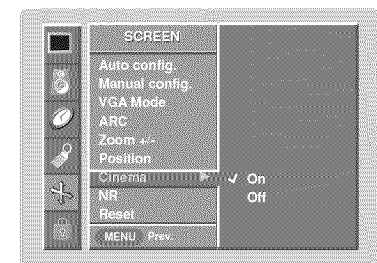 SCREEN
Auto config.
Manual config.
VGA Mode
ARC
Zoom +/-
Position
Cinema
On
NR
Off
Reset
MENU Prev.